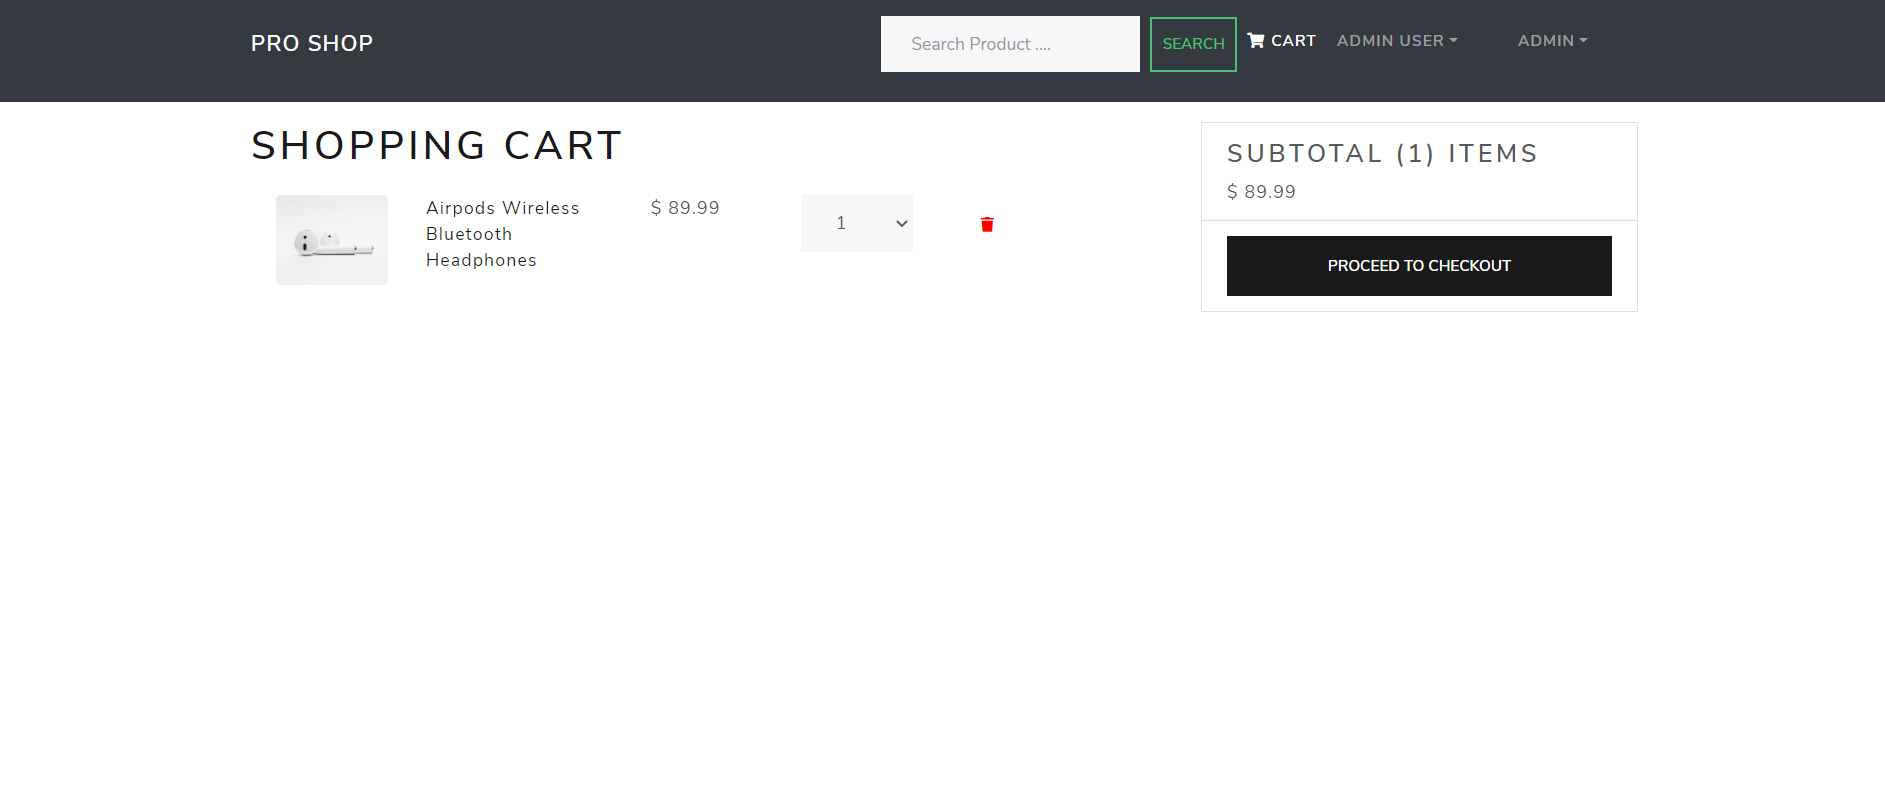 PRO SHOP
Search Product ....
SEARCH
CART
ADMIN USER
ADMIN
SHOPPING CART
Airpods Wireless
Bluetooth
Headphones
$ 89.99
1
SUBTOTAL (1) ITEMS
$ 89.99
PROCEED TO CHECKOUT